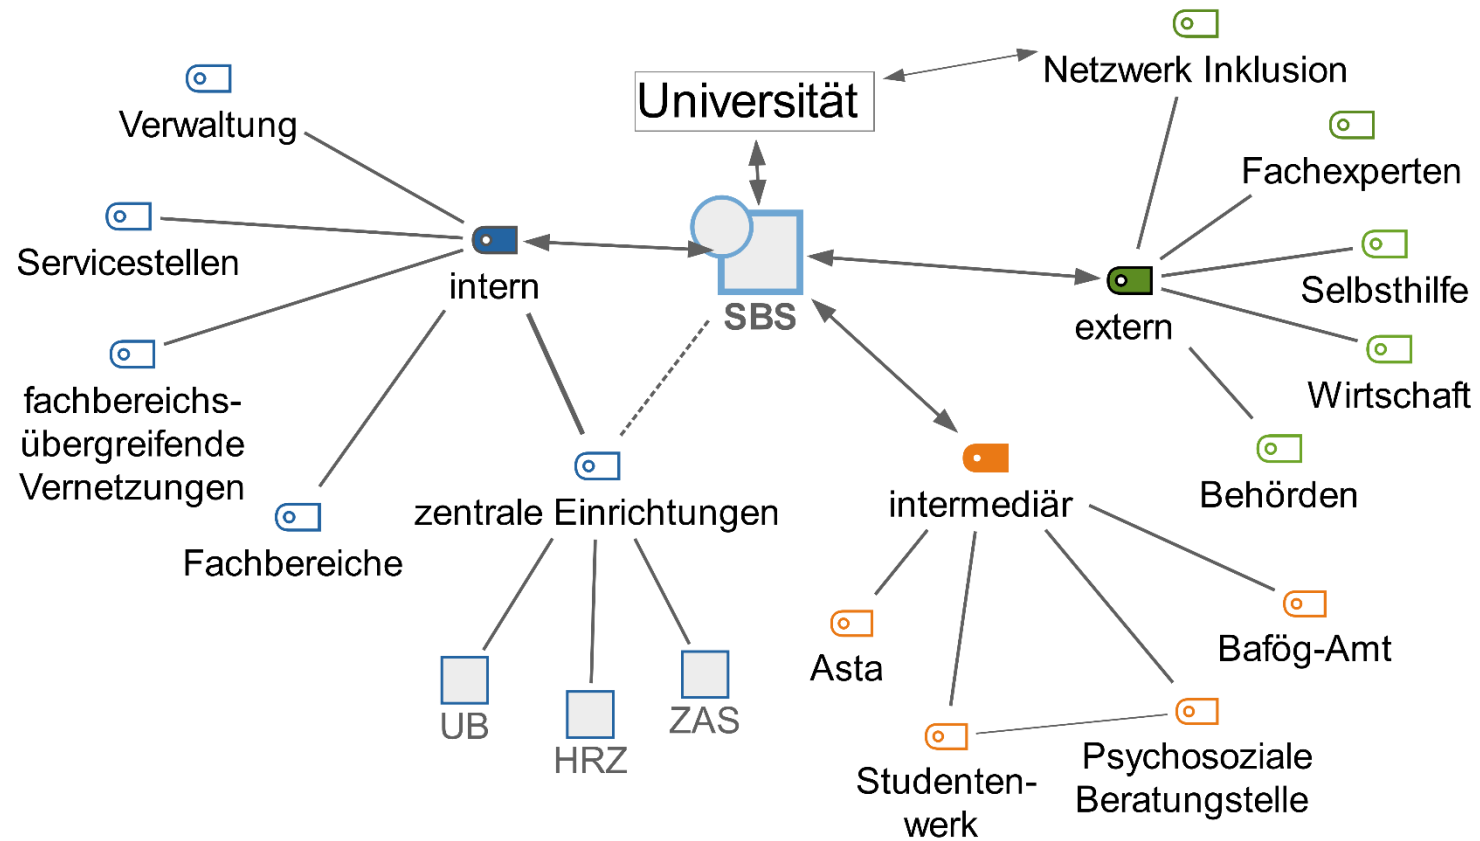 Universität
Netzwerk Inklusion
Verwaltung
Fachexperten
Servicestellen
intern
SBS
Selbsthilfe
extern
fachbereichs-
übergreifende
Vernetzungen
Wirtschaft
Behörden
zentrale Einrichtungen
intermediär
Fachbereiche
Asta
Bafög-Amt
UB
HRZ
ZAS
Studenten-
werk
Psychosoziale
Beratungstelle